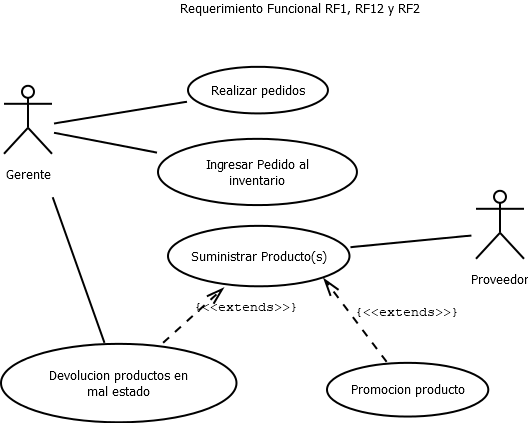 Requerimiento Funcional RF1, RF12 y RF2
Realizar pedidos
Gerente
Ingresar Pedido al
inventario
Suministrar Producto(s)
Proveedor
{<<extends>>}
{<<extends>>}
Devolucion productos en
mal estado
Promocion producto